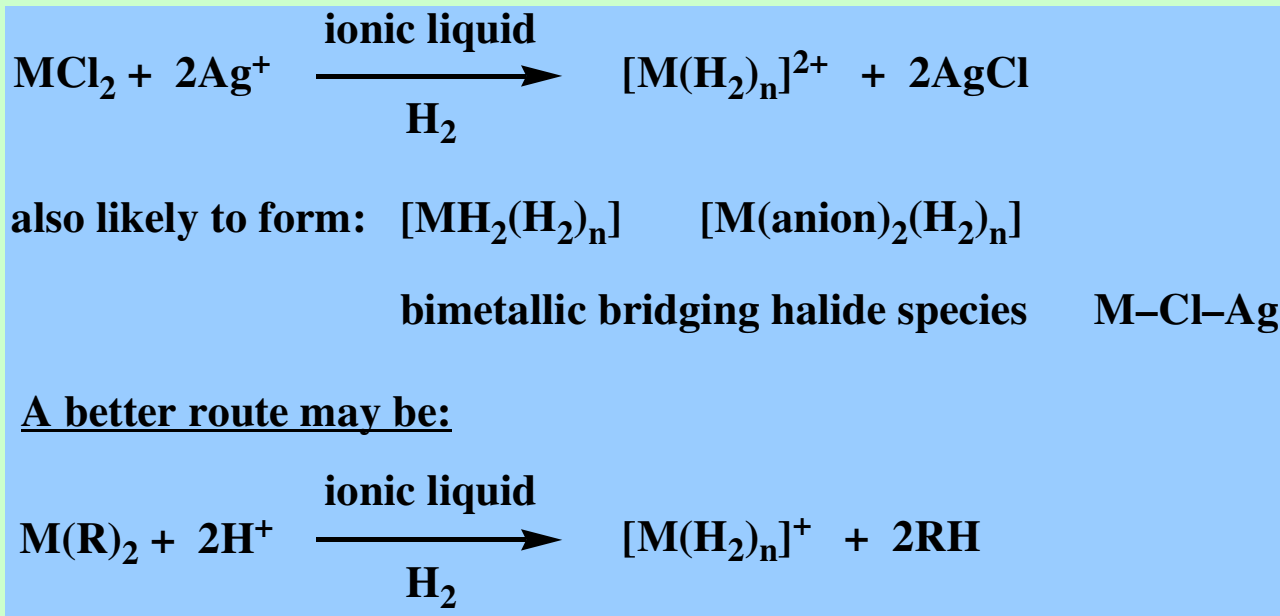 ionic liquid
MCl₂ + 2Ag⁺ ⟶ [M(H₂)ₙ]²⁺ + 2AgCl
H₂
also likely to form: [MH₂(H₂)ₙ] [M(anion)₂(H₂)ₙ]
bimetallic bridging halide species M–Cl–Ag
A better route may be:
ionic liquid
M(R)₂ + 2H⁺ ⟶ [M(H₂)ₙ]⁺ + 2RH
H₂